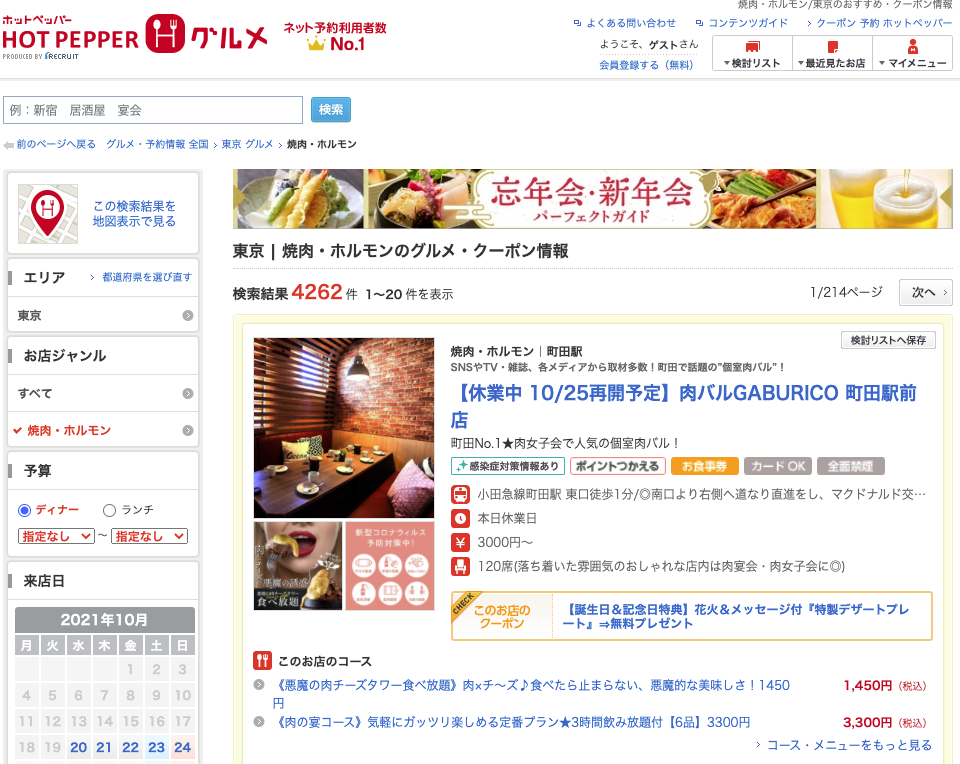 焼肉・ホルモン/東京のおすすめ・クーポン情報
ホットペッパー
HOT PEPPER グルメ
PRODUCED BY RECRUIT
ネット予約利用者数
No.1
よくある問い合わせ コンテンツガイド クーポン 予約 ホットペッパー
ようこそ、ゲストさん
会員登録する（無料）
検討リスト 最近見たお店 マイメニュー
例：新宿　居酒屋　宴会 検索
前のページへ戻る グルメ・予約情報 全国 › 東京 グルメ › 焼肉・ホルモン
この検索結果を
地図表示で見る
エリア › 都道府県を選び直す
東京
お店ジャンル
すべて
焼肉・ホルモン
予算
ディナー ランチ
指定なし ～ 指定なし
来店日
2021年10月
月 火 水 木 金 土 日
1 2 3
4 5 6 7 8 9 10
11 12 13 14 15 16 17
18 19 20 21 22 23 24
忘年会・新年会
パーフェクトガイド
東京 | 焼肉・ホルモンのグルメ・クーポン情報
検索結果 4262 件 1～20 件を表示
1/214ページ 次へ ›
検討リストへ保存
焼肉・ホルモン｜町田駅
SNSやTV・雑誌、各メディアから取材多数！町田で話題の”個室肉バル”！
【休業中 10/25再開予定】肉バルGABURICO 町田駅前
店
町田No.1★肉女子会で人気の個室肉バル！
感染症対策情報あり ポイントつかえる お食事券 カードOK 全面禁煙
小田急線町田駅 東口徒歩1分/◎南口より右側へ道なり直進をし、マクドナルド交…
本日休業日
3000円～
120席(落ち着いた雰囲気のおしゃれな店内は肉宴会・肉女子会に◎)
悪魔の誘惑
食べ放題
新型コロナウィルス
予防対策中！
CHECK
このお店の
クーポン
【誕生日＆記念日特典】花火＆メッセージ付『特製デザートプレ
ート』⇒無料プレゼント
このお店のコース
《悪魔の肉チーズタワー食べ放題》肉×チ～ズ♪食べたら止まらない、悪魔的な美味しさ！1450
円
1,450円（税込）
《肉の宴コース》気軽にガッツリ楽しめる定番プラン★3時間飲み放題付【6品】3300円
3,300円（税込）
› コース・メニューをもっと見る